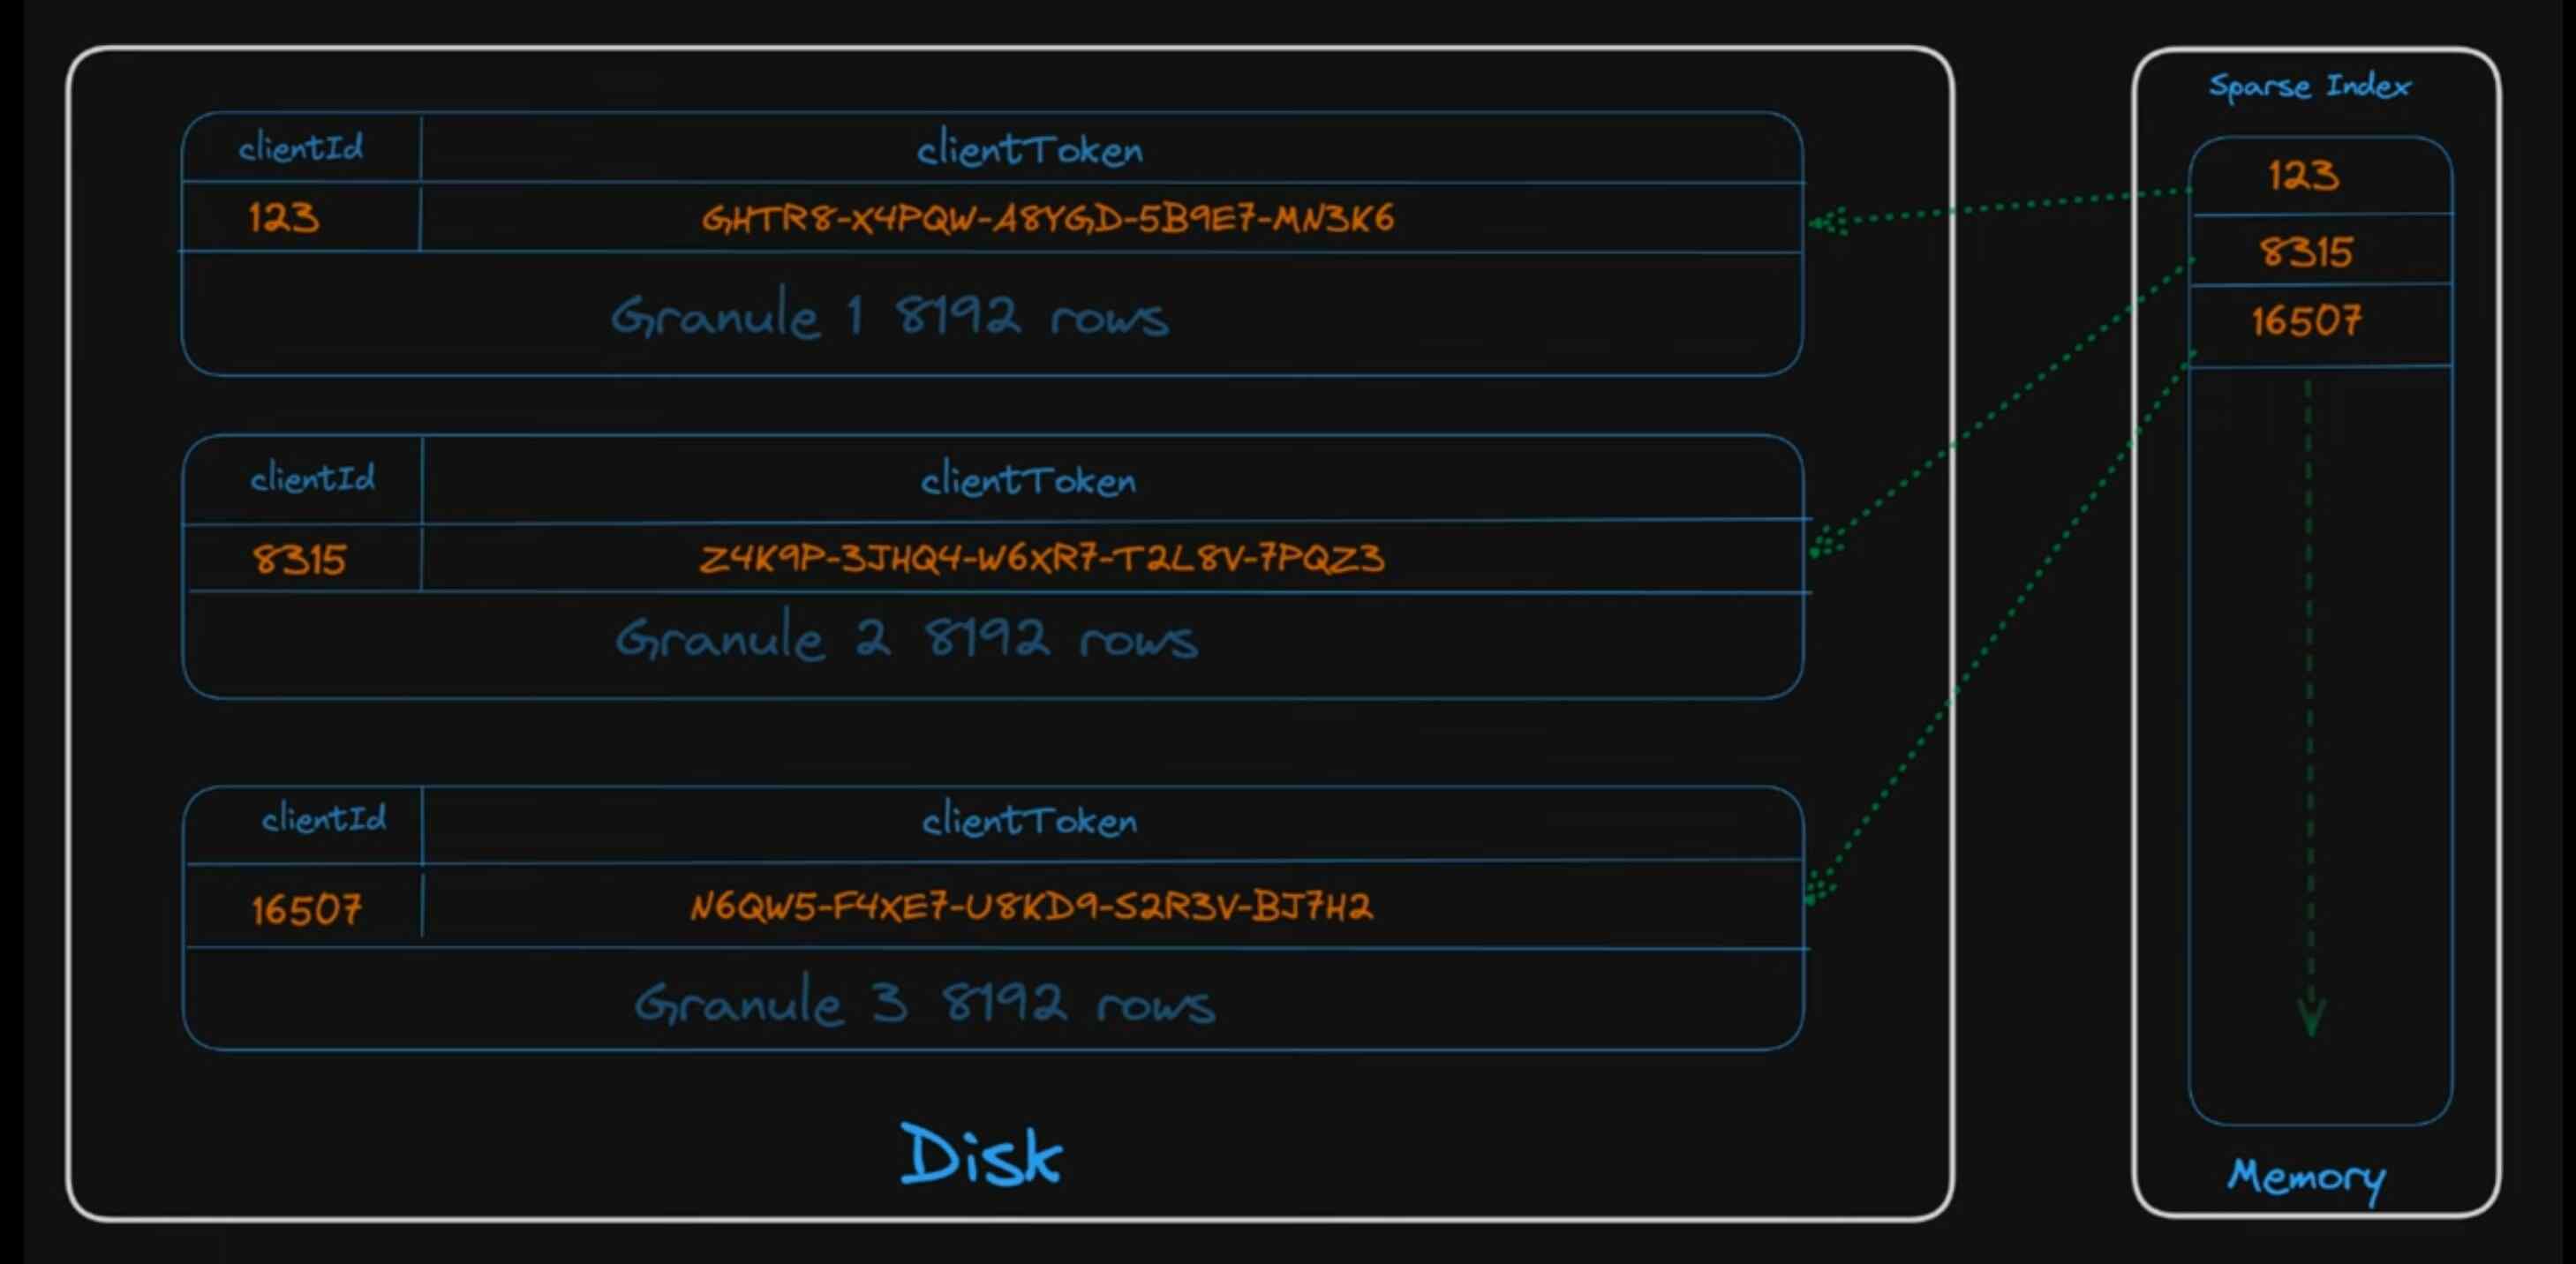 clientId clientToken
123 GHTR8-X4PQW-A8YGD-5B9E7-MN3K6
Granule 1 8192 rows
clientId clientToken
8315 Z4K9P-3JHQ4-W6XR7-T2L8V-7PQZ3
Granule 2 8192 rows
clientId clientToken
16507 N6QW5-F4XE7-U8KD9-S2R3V-BJ7H2
Granule 3 8192 rows
Disk
Sparse Index
123
8315
16507
Memory